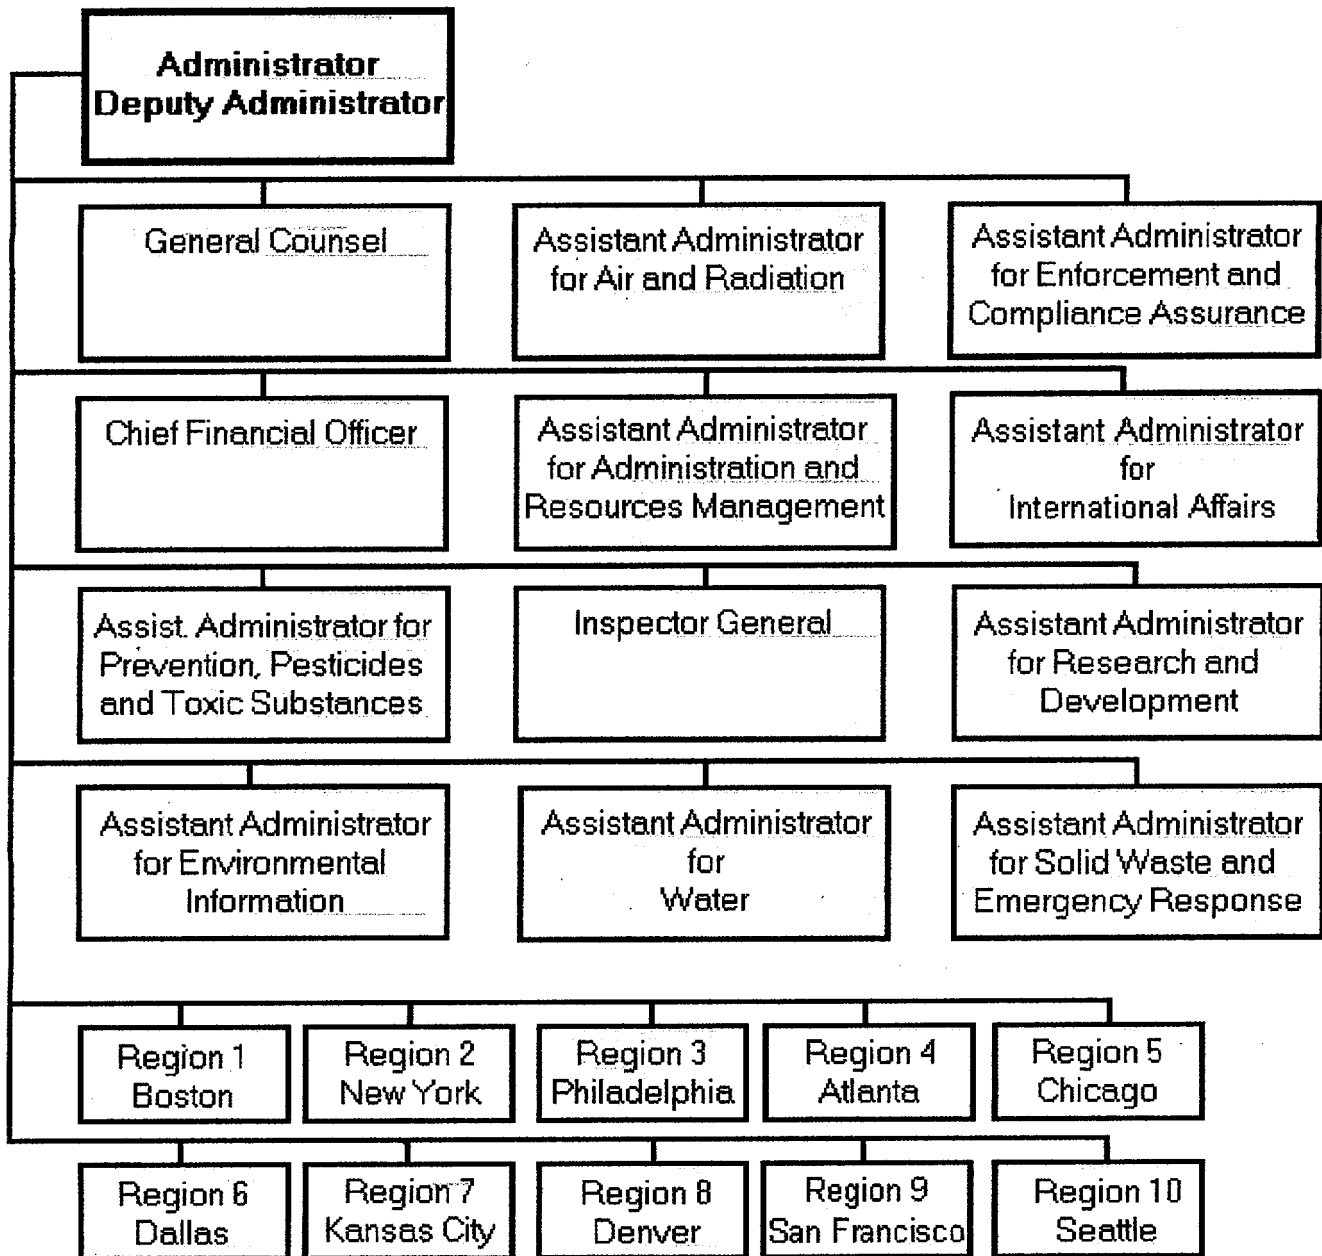 Administrator
Deputy Administrator
General Counsel
Assistant Administrator
for Air and Radiation
Assistant Administrator
for Enforcement and
Compliance Assurance
Chief Financial Officer
Assistant Administrator
for Administration and
Resources Management
Assistant Administrator
for
International Affairs
Assist. Administrator for
Prevention, Pesticides
and Toxic Substances
Inspector General
Assistant Administrator
for Research and
Development
Assistant Administrator
for Environmental
Information
Assistant Administrator
for
Water
Assistant Administrator
for Solid Waste and
Emergency Response
Region 1
Boston
Region 2
New York
Region 3
Philadelphia
Region 4
Atlanta
Region 5
Chicago
Region 6
Dallas
Region 7
Kansas City
Region 8
Denver
Region 9
San Francisco
Region 10
Seattle